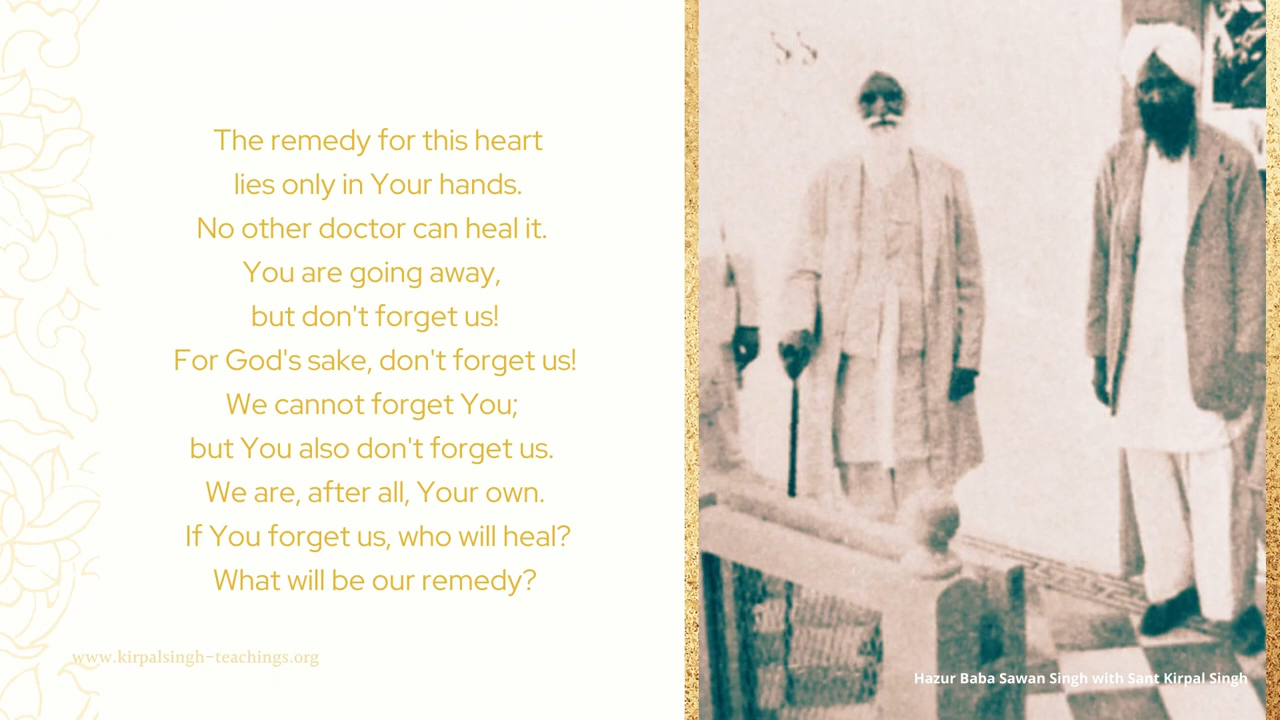 The remedy for this heart
lies only in Your hands.
No other doctor can heal it.
You are going away,
but don't forget us!
For God's sake, don't forget us!
We cannot forget You;
but You also don't forget us.
We are, after all, Your own.
If You forget us, who will heal?
What will be our remedy?
www.kirpalsingh-teachings.org
Hazur Baba Sawan Singh with Sant Kirpal Singh